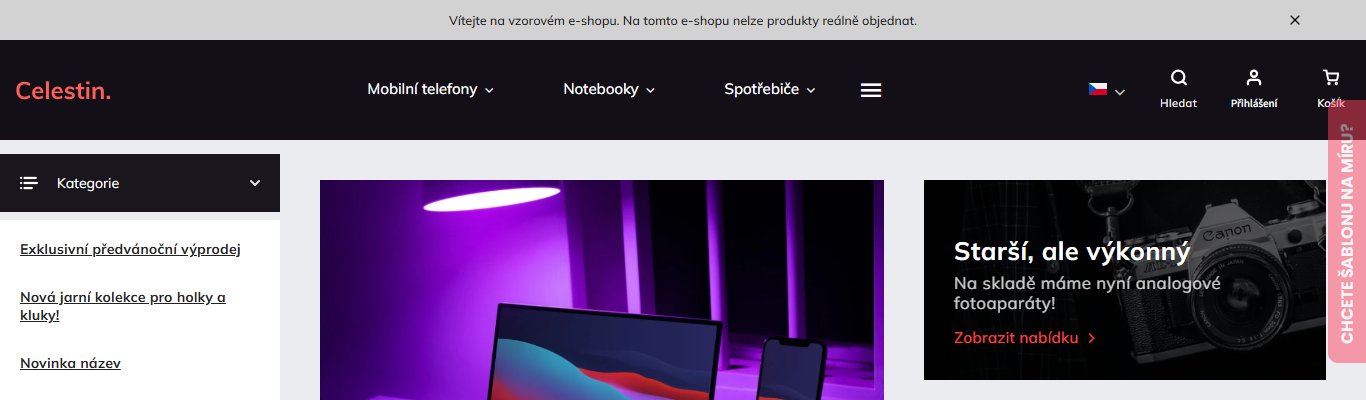 Vítejte na vzorovém e-shopu. Na tomto e-shopu nelze produkty reálně objednat.
Celestin.
Mobilní telefony
Notebooky
Spotřebiče
Hledat
Přihlášení
Košík
CHCETE ŠABLONU NA MÍRU?
Kategorie
Exklusivní předvánoční výprodej
Nová jarní kolekce pro holky a
kluky!
Novinka název
Canon
Starší, ale výkonný
Na skladě máme nyní analogové
fotoaparáty!
Zobrazit nabídku